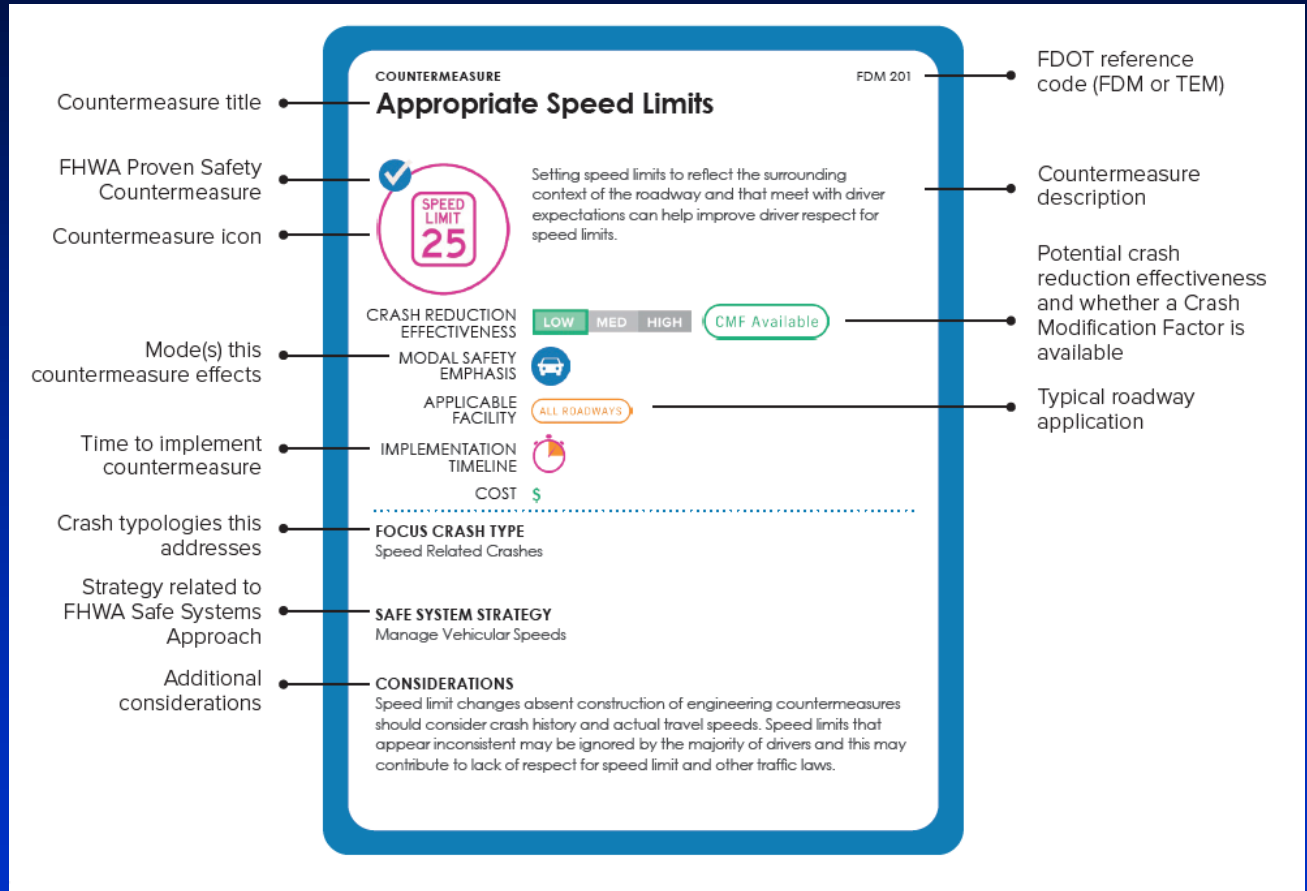 COUNTERMEASURE
FDM 201
Appropriate Speed Limits
SPEED
LIMIT
25
Setting speed limits to reflect the surrounding
context of the roadway and that meet with driver
expectations can help improve driver respect for
speed limits.
CRASH REDUCTION
EFFECTIVENESS
LOW MED HIGH
CMF Available
MODAL SAFETY
EMPHASIS
APPLICABLE
FACILITY
ALL ROADWAYS
IMPLEMENTATION
TIMELINE
COST $
FOCUS CRASH TYPE
Speed Related Crashes
SAFE SYSTEM STRATEGY
Manage Vehicular Speeds
CONSIDERATIONS
Speed limit changes absent construction of engineering countermeasures
should consider crash history and actual travel speeds. Speed limits that
appear inconsistent may be ignored by the majority of drivers and this may
contribute to lack of respect for speed limit and other traffic laws.
Countermeasure title
FHWA Proven Safety
Countermeasure
Countermeasure icon
Mode(s) this
countermeasure effects
Time to implement
countermeasure
Crash typologies this
addresses
Strategy related to
FHWA Safe Systems
Approach
Additional
considerations
FDOT reference
code (FDM or TEM)
Countermeasure
description
Potential crash
reduction effectiveness
and whether a Crash
Modification Factor is
available
Typical roadway
application